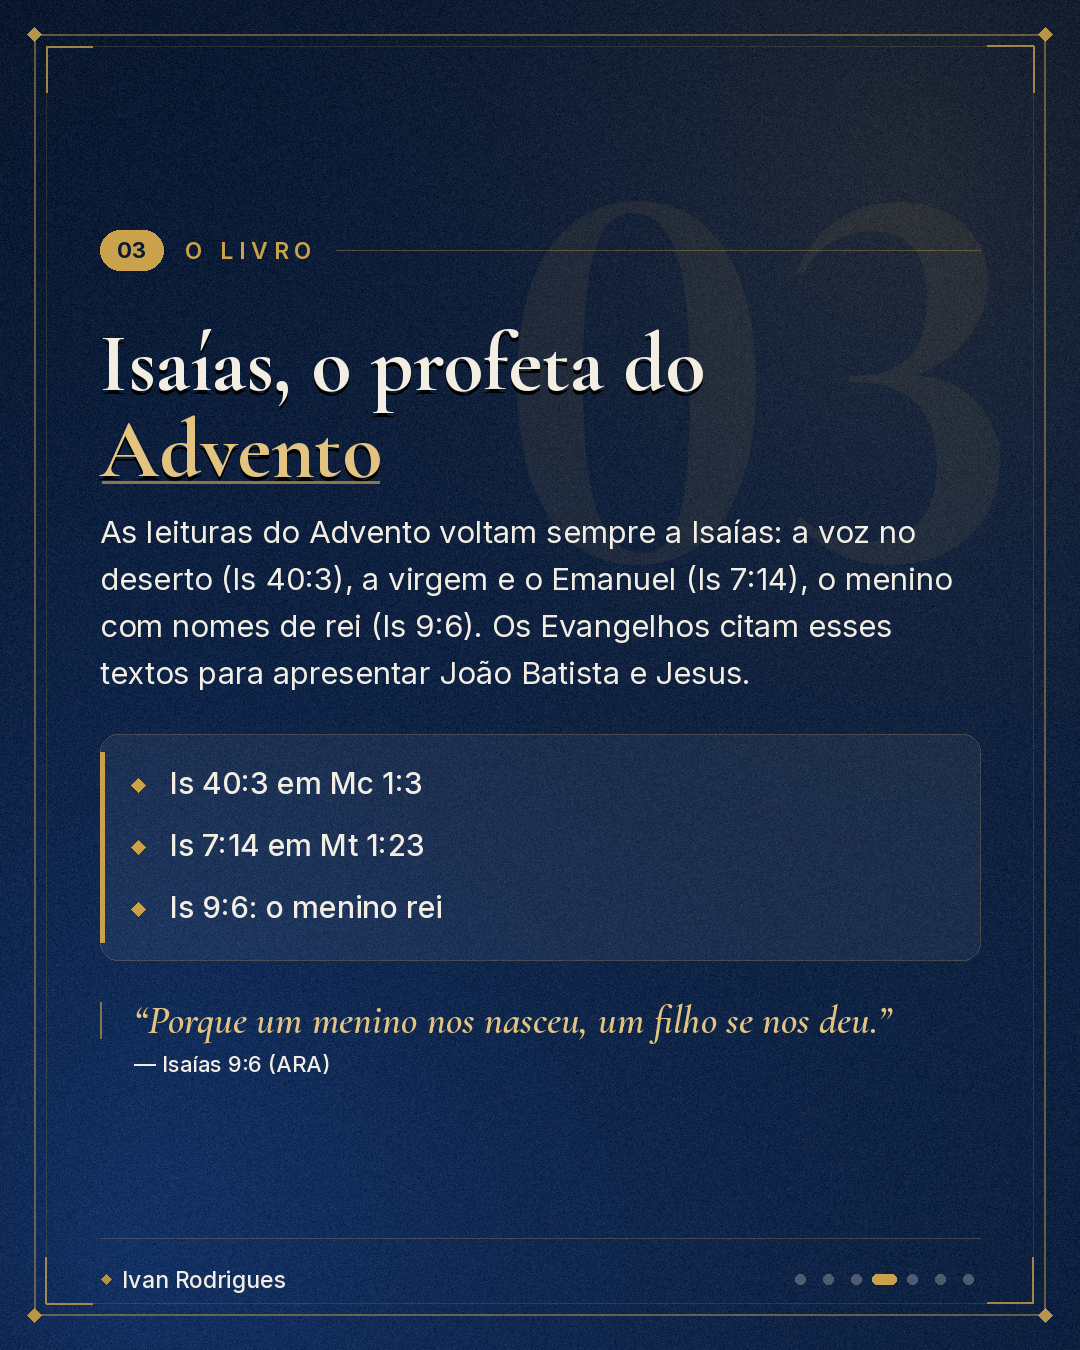 03 O LIVRO
03
Isaías, o profeta do
Advento
As leituras do Advento voltam sempre a Isaías: a voz no
deserto (Is 40:3), a virgem e o Emanuel (Is 7:14), o menino
com nomes de rei (Is 9:6). Os Evangelhos citam esses
textos para apresentar João Batista e Jesus.
Is 40:3 em Mc 1:3
Is 7:14 em Mt 1:23
Is 9:6: o menino rei
“Porque um menino nos nasceu, um filho se nos deu.”
— Isaías 9:6 (ARA)
Ivan Rodrigues